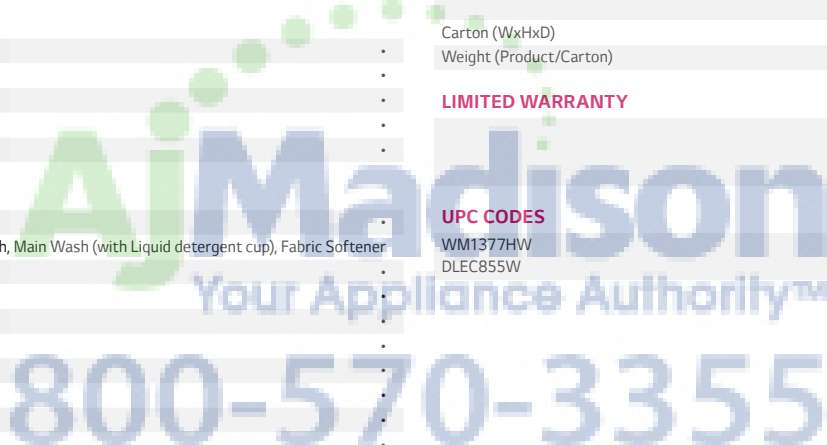 Carton (WxHxD)
Weight (Product/Carton)
LIMITED WARRANTY
UPC CODES
WM1377HW
DLEC855W
Main Wash (with Liquid detergent cup), Fabric Softener
AjMadison
Your Appliance Authority™
800-570-3355